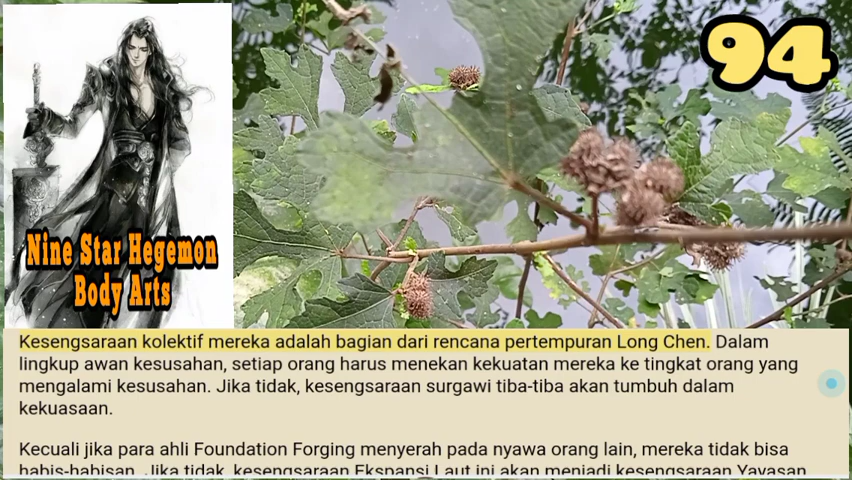 94
Nine Star Hegemon
Body Arts
Kesengsaraan kolektif mereka adalah bagian dari rencana pertempuran Long Chen. Dalam
lingkup awan kesusahan, setiap orang harus menekan kekuatan mereka ke tingkat orang yang
mengalami kesusahan. Jika tidak, kesengsaraan surgawi tiba-tiba akan tumbuh dalam
kekuasaan.
Kecuali jika para ahli Foundation Forging menyerah pada nyawa orang lain, mereka tidak bisa
habis-habisan. Jika tidak, kesengsaraan Ekspansi Laut ini akan menjadi kesengsaraan Yayasan